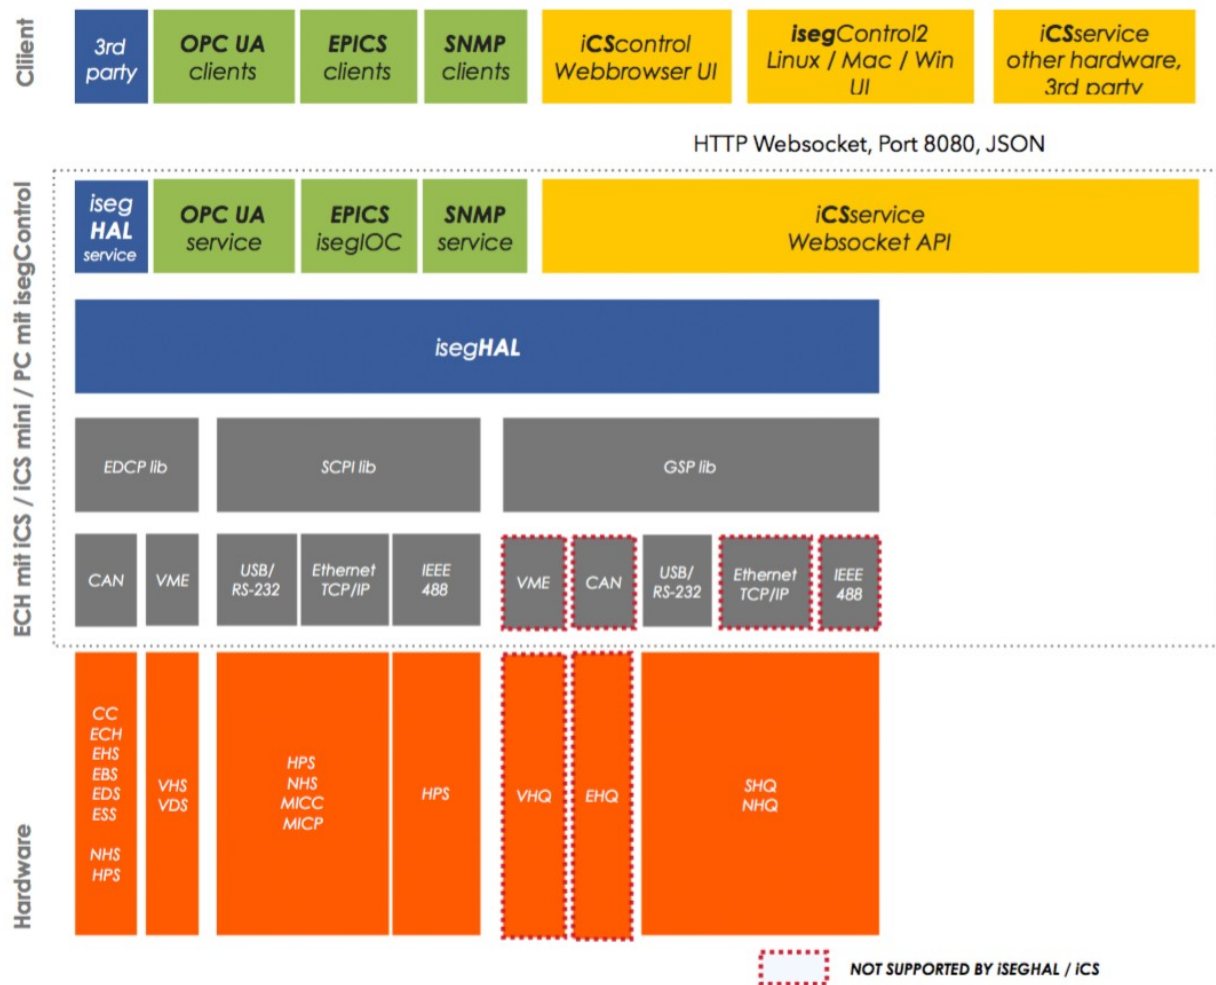 Cliient
3rd
party
OPC UA
clients
EPICS
clients
SNMP
clients
iCScontrol
Webbrowser UI
isegControl2
Linux / Mac / Win
UI
iCSservice
other hardware,
3rd party
HTTP Websocket, Port 8080, JSON
ECH mit iCS / iCS mini / PC mit isegControl
iseg
HAL
service
OPC UA
service
EPICS
isegIOC
SNMP
service
iCSservice
Websocket API
isegHAL
EDCP lib
SCPI lib
GSP lib
CAN
VME
USB/
RS-232
Ethernet
TCP/IP
IEEE
488
VME
CAN
USB/
RS-232
Ethernet
TCP/IP
IEEE
488
Hardware
CC
ECH
EHS
EBS
EDS
ESS
NHS
HPS
VHS
VDS
HPS
NHS
MICC
MICP
HPS
VHQ
EHQ
SHQ
NHQ
NOT SUPPORTED BY iSEGHAL / iCS